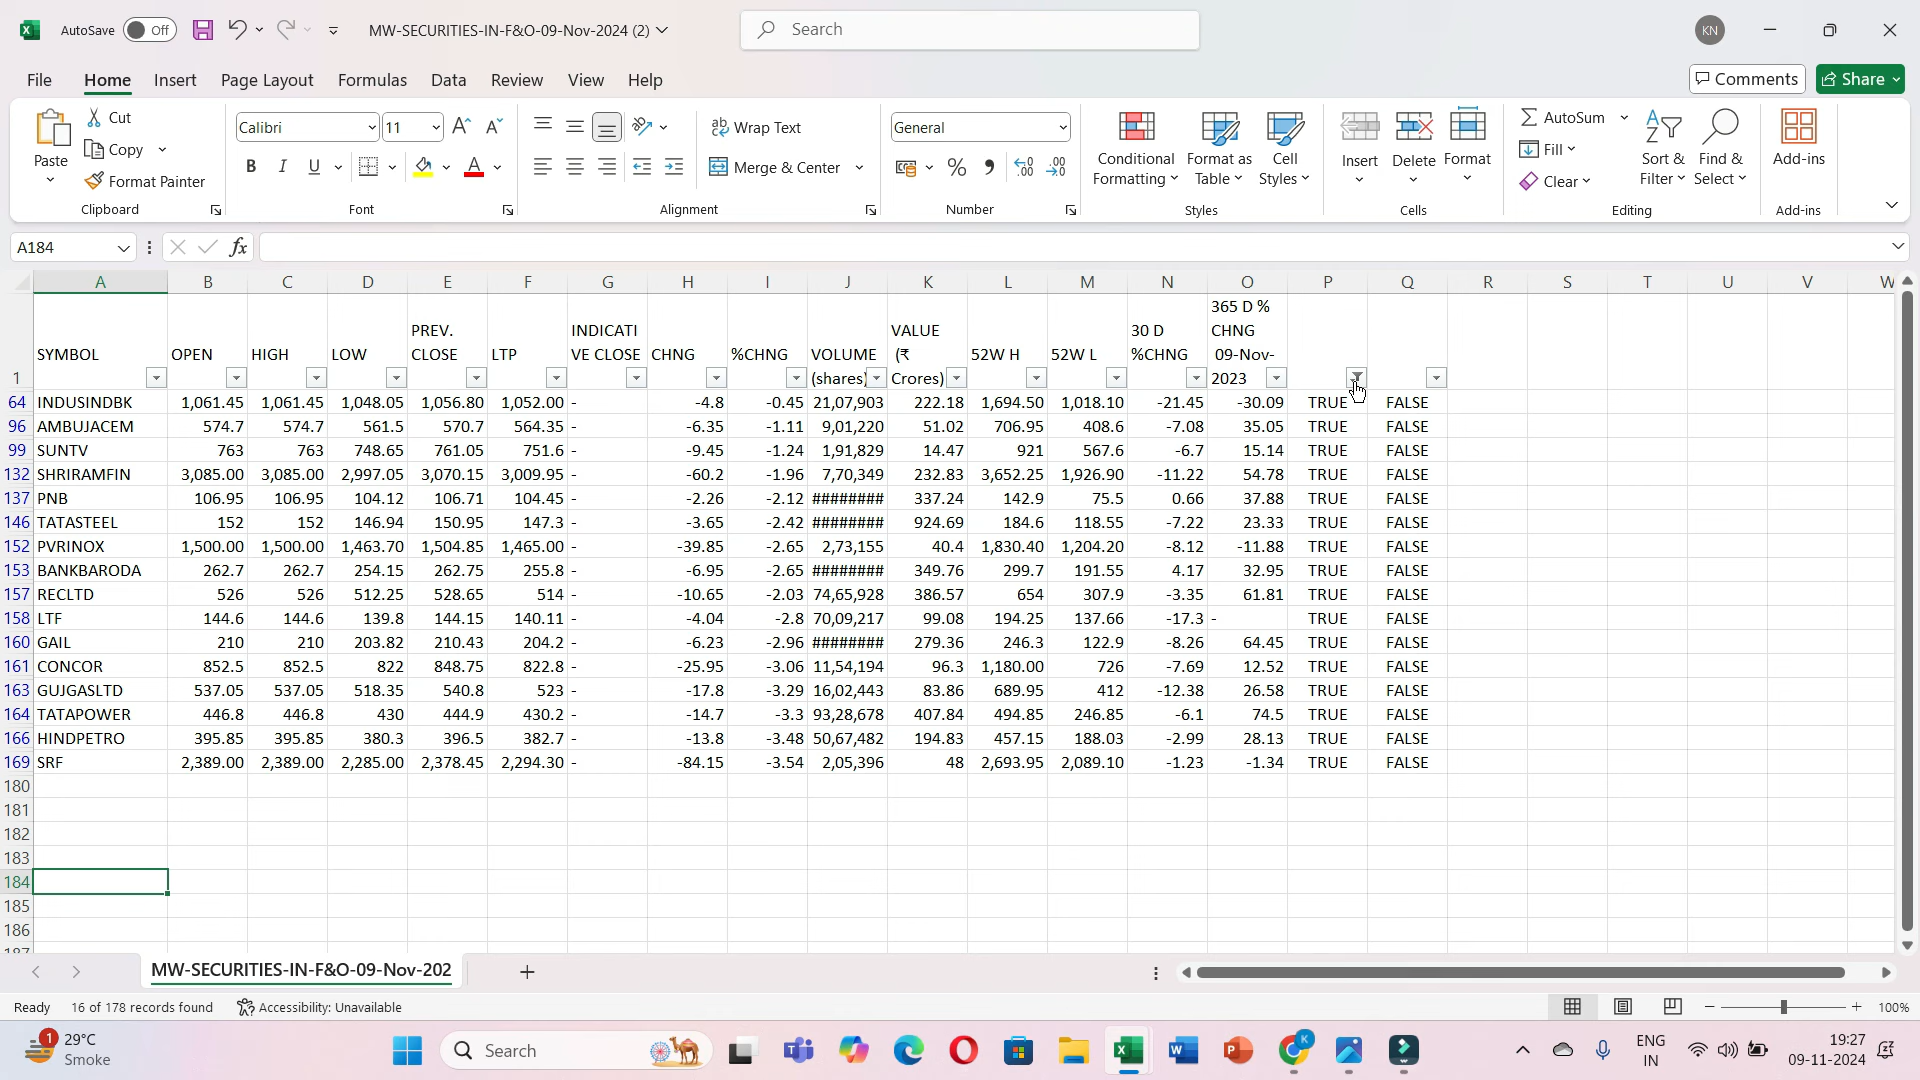 AutoSave Off MW-SECURITIES-IN-F&O-09-Nov-2024 (2) Search KN
File Home Insert Page Layout Formulas Data Review View Help Comments Share
Paste Cut Copy Format Painter Clipboard
Calibri 11 B I U A Font
Wrap Text Merge & Center Alignment
General % Number
Conditional Formatting Format as Table Cell Styles Styles
Insert Delete Format Cells
AutoSum Fill Clear Sort & Filter Find & Select Editing
Add-ins Add-ins
A184 fx
A B C D E F G H I J K L M N O P Q R S T U V W
1 SYMBOL OPEN HIGH LOW PREV. CLOSE LTP INDICATIVE CLOSE CHNG %CHNG VOLUME (shares) VALUE (₹ Crores) 52W H 52W L 30 D %CHNG 365 D % CHNG 09-Nov-2023
64 INDUSINDBK 1,061.45 1,061.45 1,048.05 1,056.80 1,052.00 - -4.8 -0.45 21,07,903 222.18 1,694.50 1,018.10 -21.45 -30.09 TRUE FALSE
96 AMBUJACEM 574.7 574.7 561.5 570.7 564.35 - -6.35 -1.11 9,01,220 51.02 706.95 408.6 -7.08 35.05 TRUE FALSE
99 SUNTV 763 763 748.65 761.05 751.6 - -9.45 -1.24 1,91,829 14.47 921 567.6 -6.7 15.14 TRUE FALSE
132 SHRIRAMFIN 3,085.00 3,085.00 2,997.05 3,070.15 3,009.95 - -60.2 -1.96 7,70,349 232.83 3,652.25 1,926.90 -11.22 54.78 TRUE FALSE
137 PNB 106.95 106.95 104.12 106.71 104.45 - -2.26 -2.12 ######## 337.24 142.9 75.5 0.66 37.88 TRUE FALSE
146 TATASTEEL 152 152 146.94 150.95 147.3 - -3.65 -2.42 ######## 924.69 184.6 118.55 -7.22 23.33 TRUE FALSE
152 PVRINOX 1,500.00 1,500.00 1,463.70 1,504.85 1,465.00 - -39.85 -2.65 2,73,155 40.4 1,830.40 1,204.20 -8.12 -11.88 TRUE FALSE
153 BANKBARODA 262.7 262.7 254.15 262.75 255.8 - -6.95 -2.65 ######## 349.76 299.7 191.55 4.17 32.95 TRUE FALSE
157 RECLTD 526 526 512.25 528.65 514 - -10.65 -2.03 74,65,928 386.57 654 307.9 -3.35 61.81 TRUE FALSE
158 LTF 144.6 144.6 139.8 144.15 140.11 - -4.04 -2.8 70,09,217 99.08 194.25 137.66 -17.3 - TRUE FALSE
160 GAIL 210 210 203.82 210.43 204.2 - -6.23 -2.96 ######## 279.36 246.3 122.9 -8.26 64.45 TRUE FALSE
161 CONCOR 852.5 852.5 822 848.75 822.8 - -25.95 -3.06 11,54,194 96.3 1,180.00 726 -7.69 12.52 TRUE FALSE
163 GUJGASLTD 537.05 537.05 518.35 540.8 523 - -17.8 -3.29 16,02,443 83.86 689.95 412 -12.38 26.58 TRUE FALSE
164 TATAPOWER 446.8 446.8 430 444.9 430.2 - -14.7 -3.3 93,28,678 407.84 494.85 246.85 -6.1 74.5 TRUE FALSE
166 HINDPETRO 395.85 395.85 380.3 396.5 382.7 - -13.8 -3.48 50,67,482 194.83 457.15 188.03 -2.99 28.13 TRUE FALSE
169 SRF 2,389.00 2,389.00 2,285.00 2,378.45 2,294.30 - -84.15 -3.54 2,05,396 48 2,693.95 2,089.10 -1.23 -1.34 TRUE FALSE
180
181
182
183
184
185
186
187
MW-SECURITIES-IN-F&O-09-Nov-202
Ready 16 of 178 records found Accessibility: Unavailable 100%
1 29°C Smoke Search K ENG IN 19:27 09-11-2024